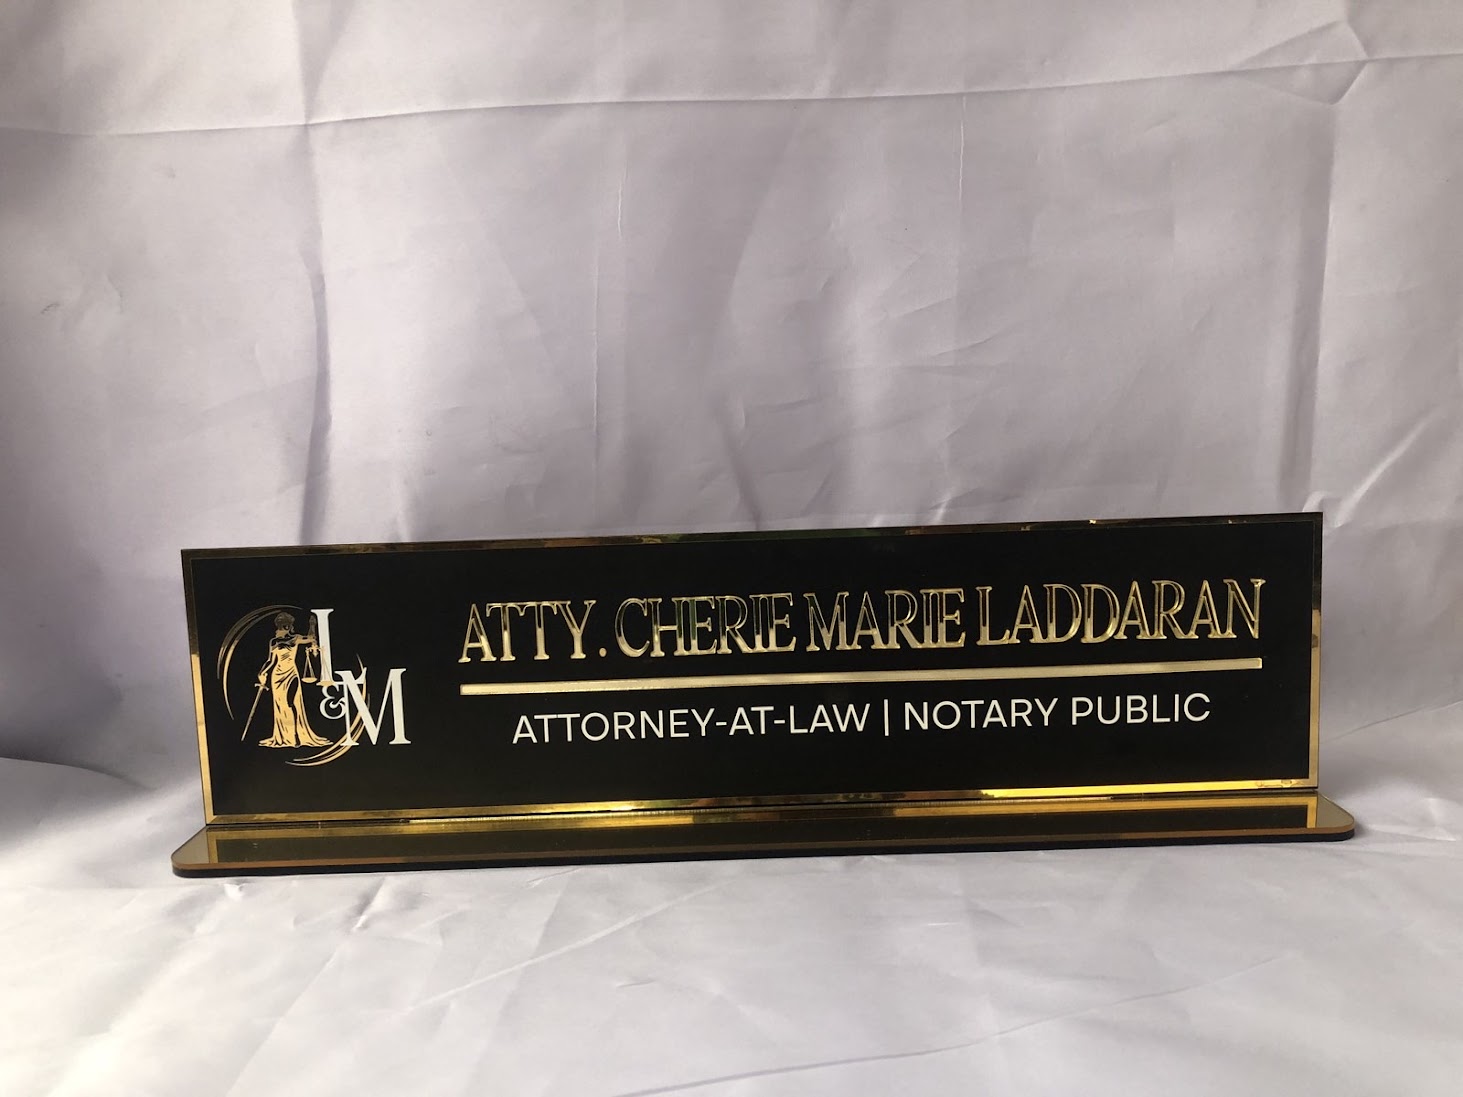 L
&M
ATTY. CHERIE MARIE LADDARAN
ATTORNEY-AT-LAW | NOTARY PUBLIC